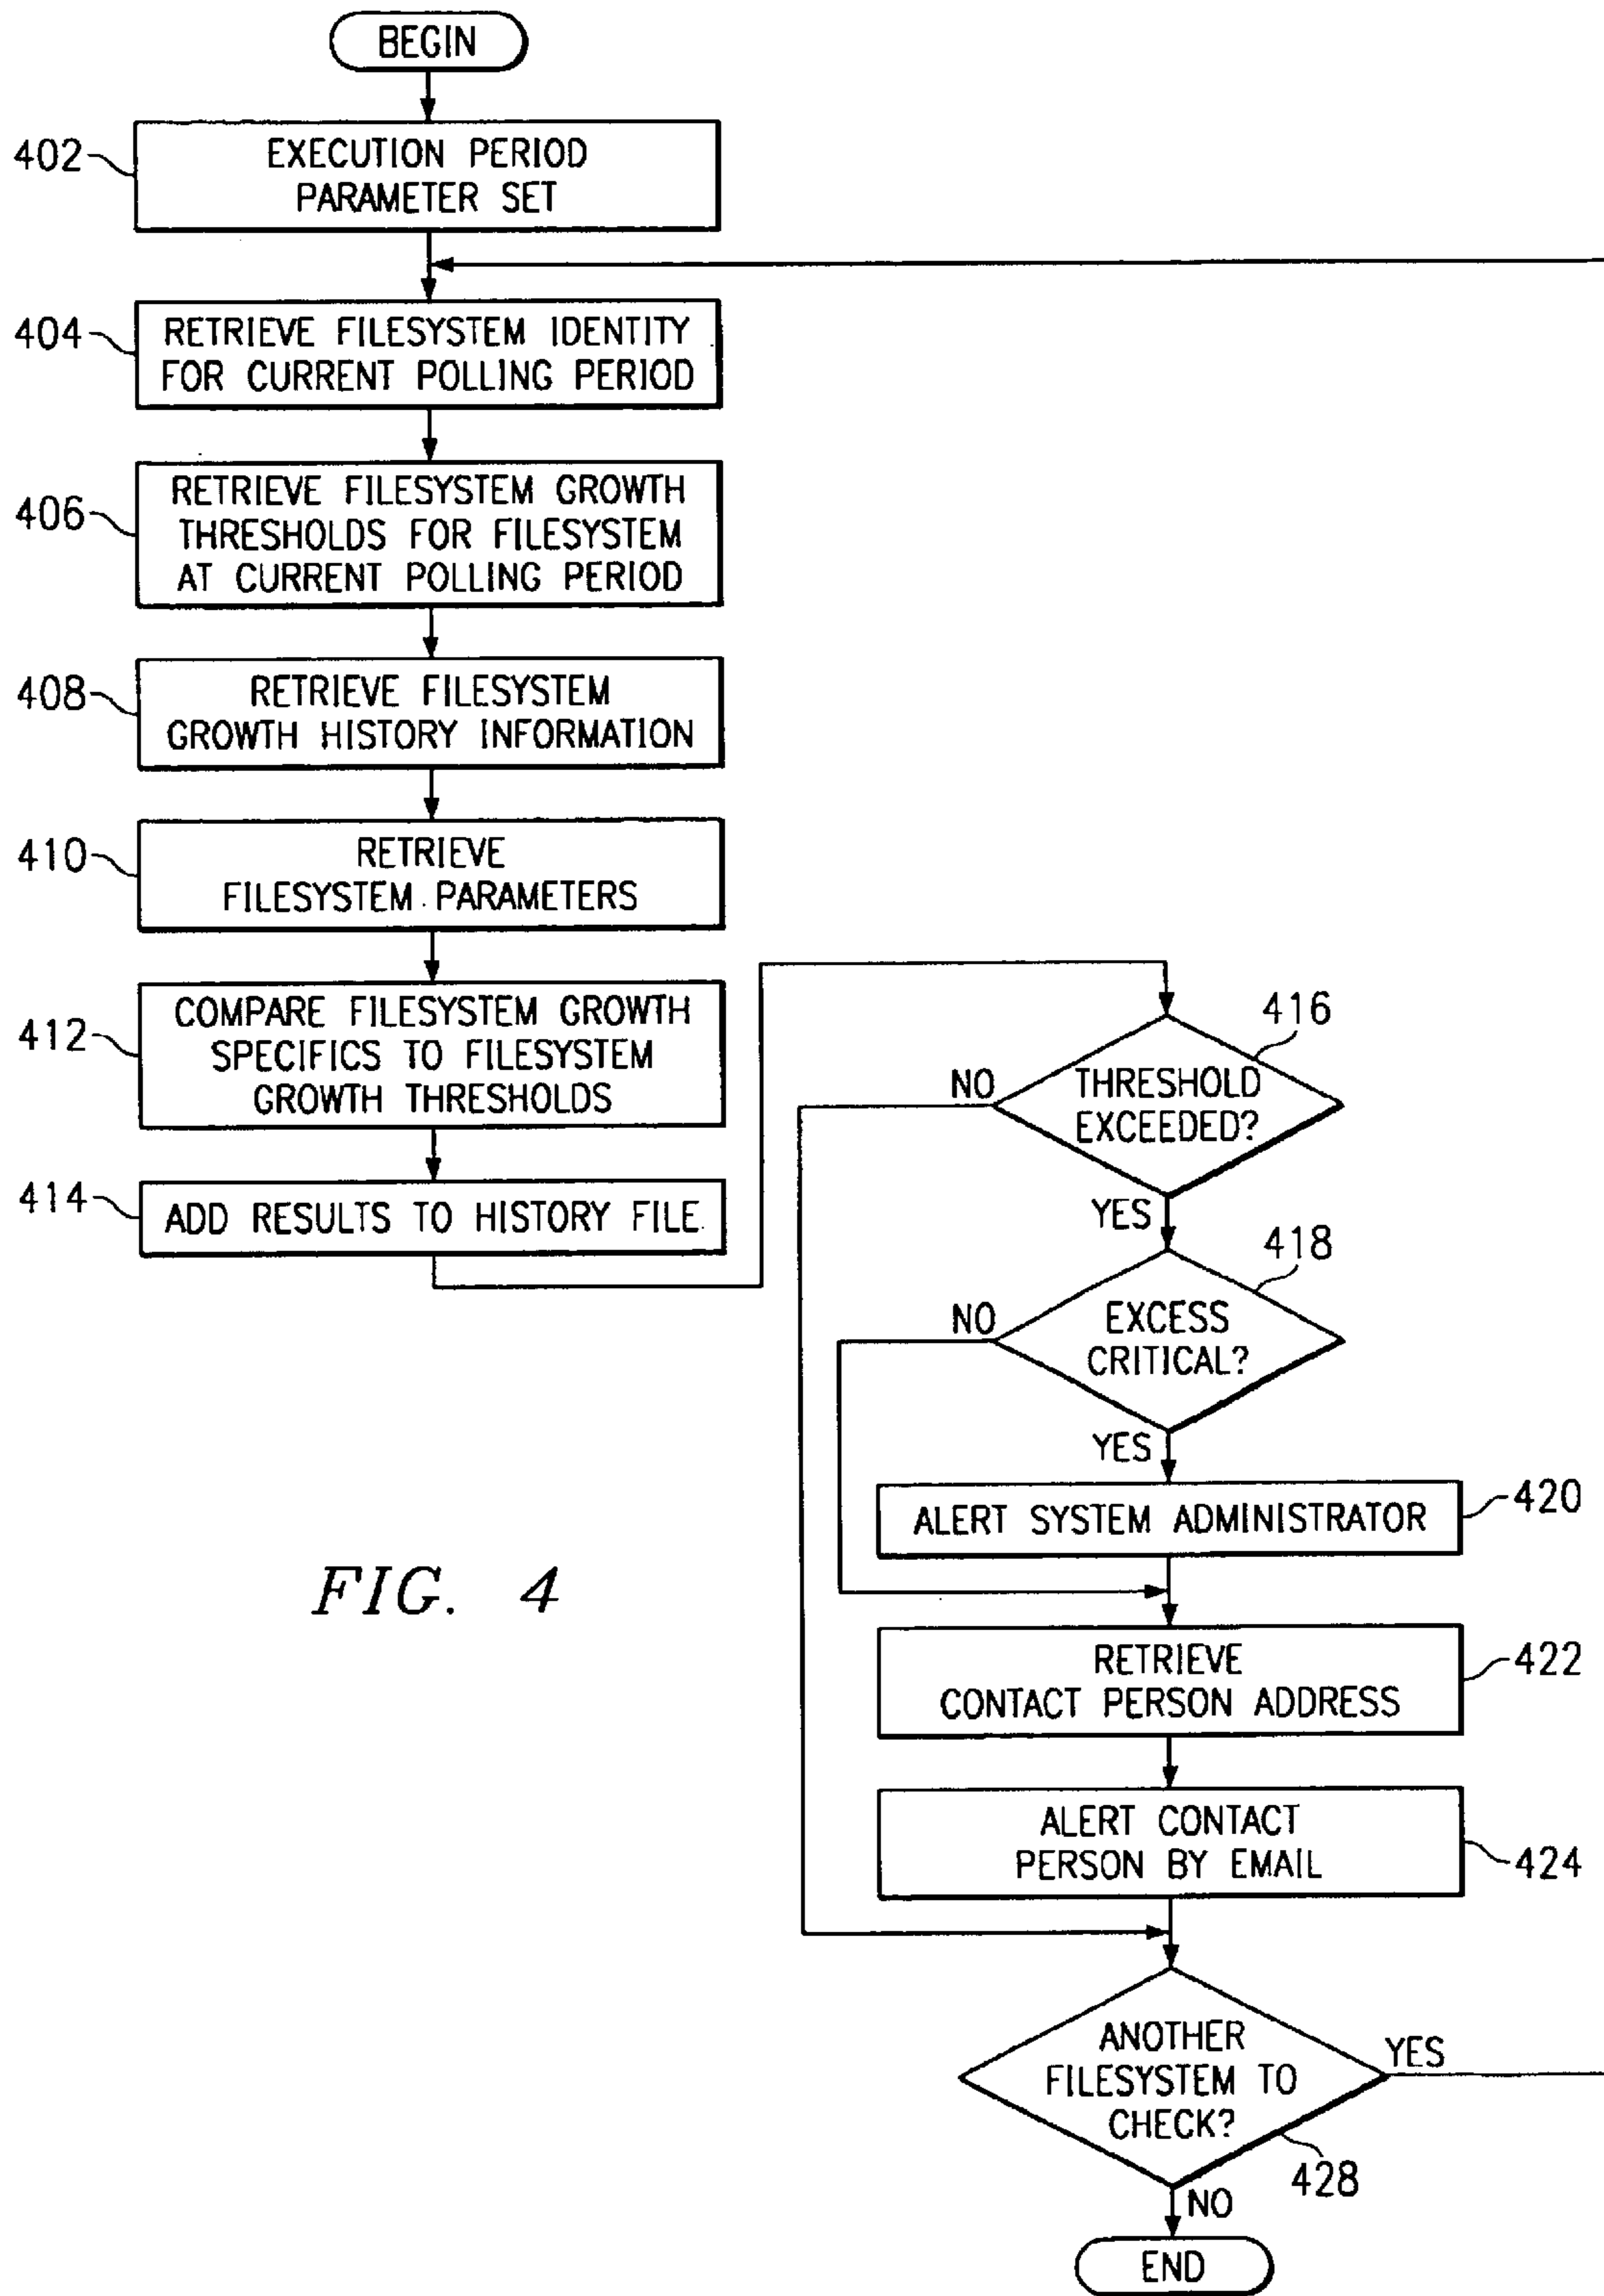 BEGIN
402
EXECUTION PERIOD
PARAMETER SET
404
RETRIEVE FILESYSTEM IDENTITY
FOR CURRENT POLLING PERIOD
406
RETRIEVE FILESYSTEM GROWTH
THRESHOLDS FOR FILESYSTEM
AT CURRENT POLLING PERIOD
408
RETRIEVE FILESYSTEM
GROWTH HISTORY INFORMATION
410
RETRIEVE
FILESYSTEM PARAMETERS
412
COMPARE FILESYSTEM GROWTH
SPECIFICS TO FILESYSTEM
GROWTH THRESHOLDS
414
ADD RESULTS TO HISTORY FILE
416
NO
THRESHOLD
EXCEEDED?
YES
418
NO
EXCESS
CRITICAL?
YES
420
ALERT SYSTEM ADMINISTRATOR
422
RETRIEVE
CONTACT PERSON ADDRESS
424
ALERT CONTACT
PERSON BY EMAIL
ANOTHER
FILESYSTEM TO
CHECK?
YES
428
NO
END
FIG. 4